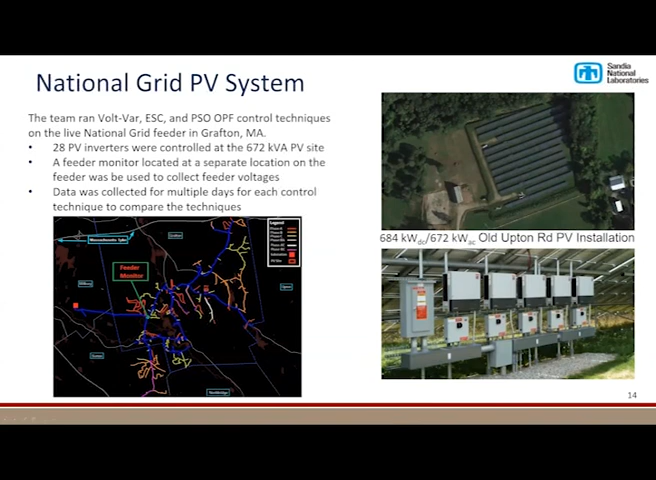 Sandia
National
Laboratories
National Grid PV System
The team ran Volt-Var, ESC, and PSO OPF control techniques
on the live National Grid feeder in Grafton, MA.
• 28 PV inverters were controlled at the 672 kVA PV site
• A feeder monitor located at a separate location on the
feeder was be used to collect feeder voltages
• Data was collected for multiple days for each control
technique to compare the techniques
Legend
Grafton
Feeder
Monitor
684 kWdc/672 kWac Old Upton Rd PV Installation
14